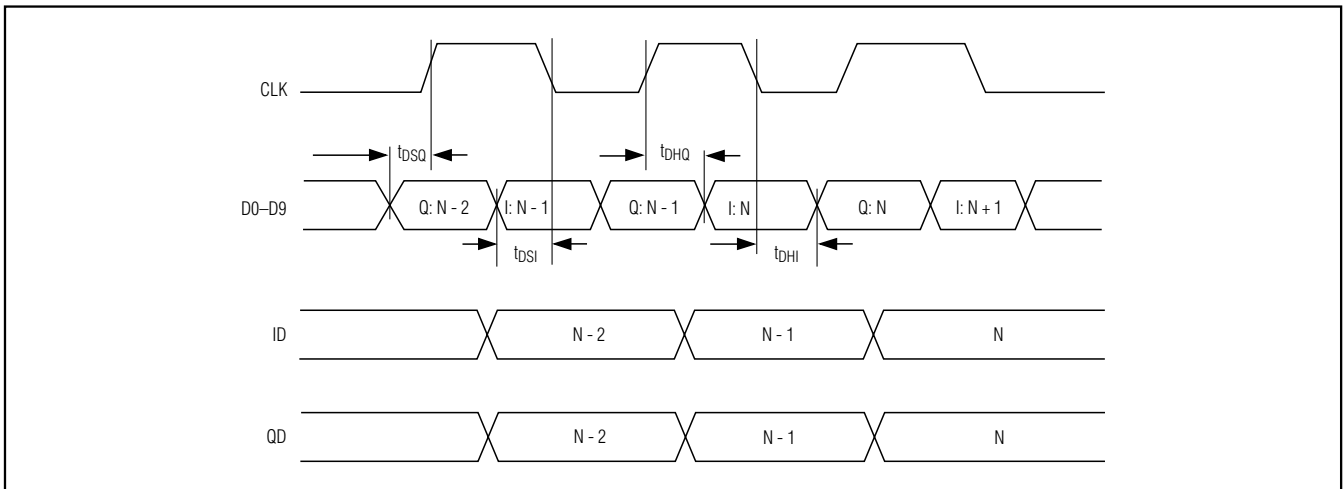 CLK
tDSQ
tDHQ
D0–D9
Q: N - 2
I: N - 1
Q: N - 1
I: N
Q: N
I: N + 1
tDSI
tDHI
ID
N - 2
N - 1
N
QD
N - 2
N - 1
N